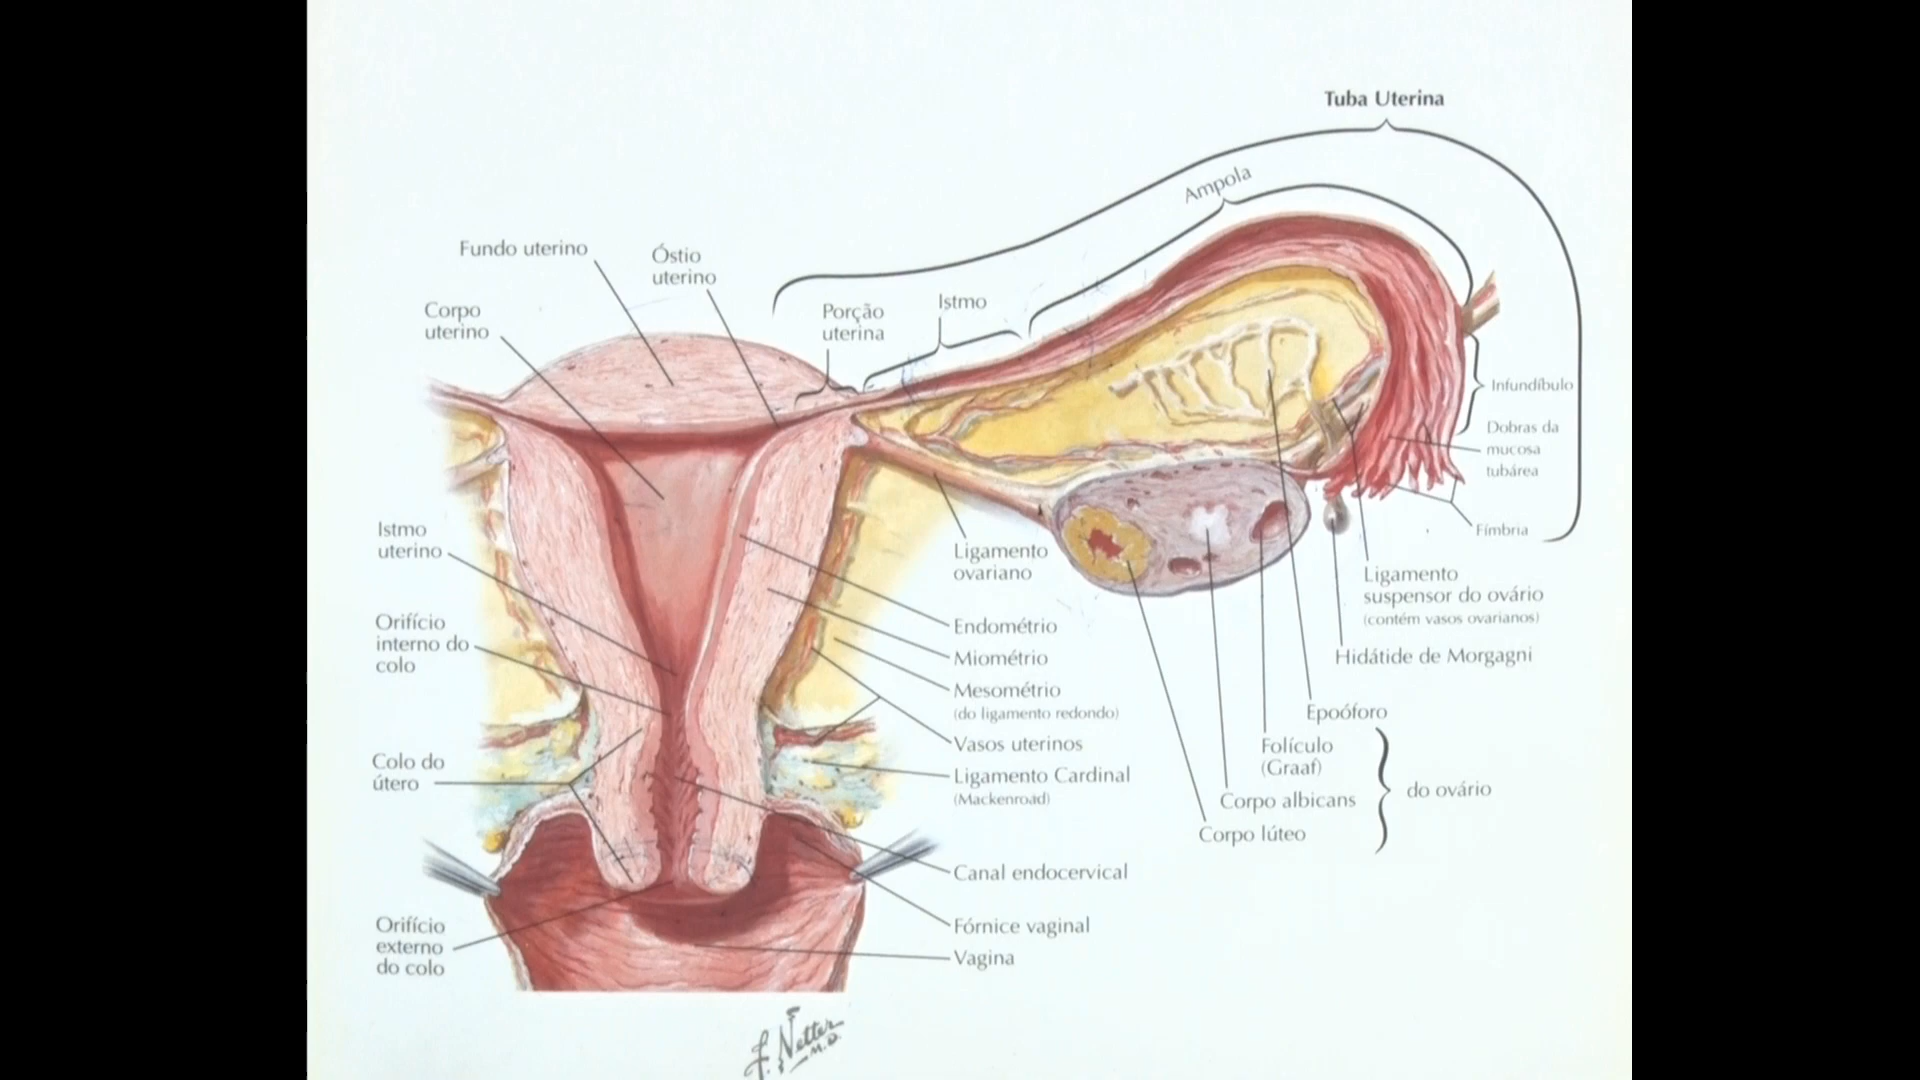 Tuba Uterina
Ampola
Fundo uterino
Óstio
uterino
Corpo
uterino
Porção
uterina
Istmo
Infundíbulo
Dobras da
mucosa
tubárea
Fímbria
Istmo
uterino
Orifício
interno do
colo
Colo do
útero
Orifício
externo
do colo
Ligamento
ovariano
Endométrio
Miométrio
Mesométrio
(do ligamento redondo)
Vasos uterinos
Ligamento Cardinal
(Mackenroad)
Canal endocervical
Fórnice vaginal
Vagina
Ligamento
suspensor do ovário
(contém vasos ovarianos)
Hidátide de Morgagni
Epoóforo
Folículo
(Graaf)
Corpo albicans
Corpo lúteo
do ovário
F. Netter
M.D.